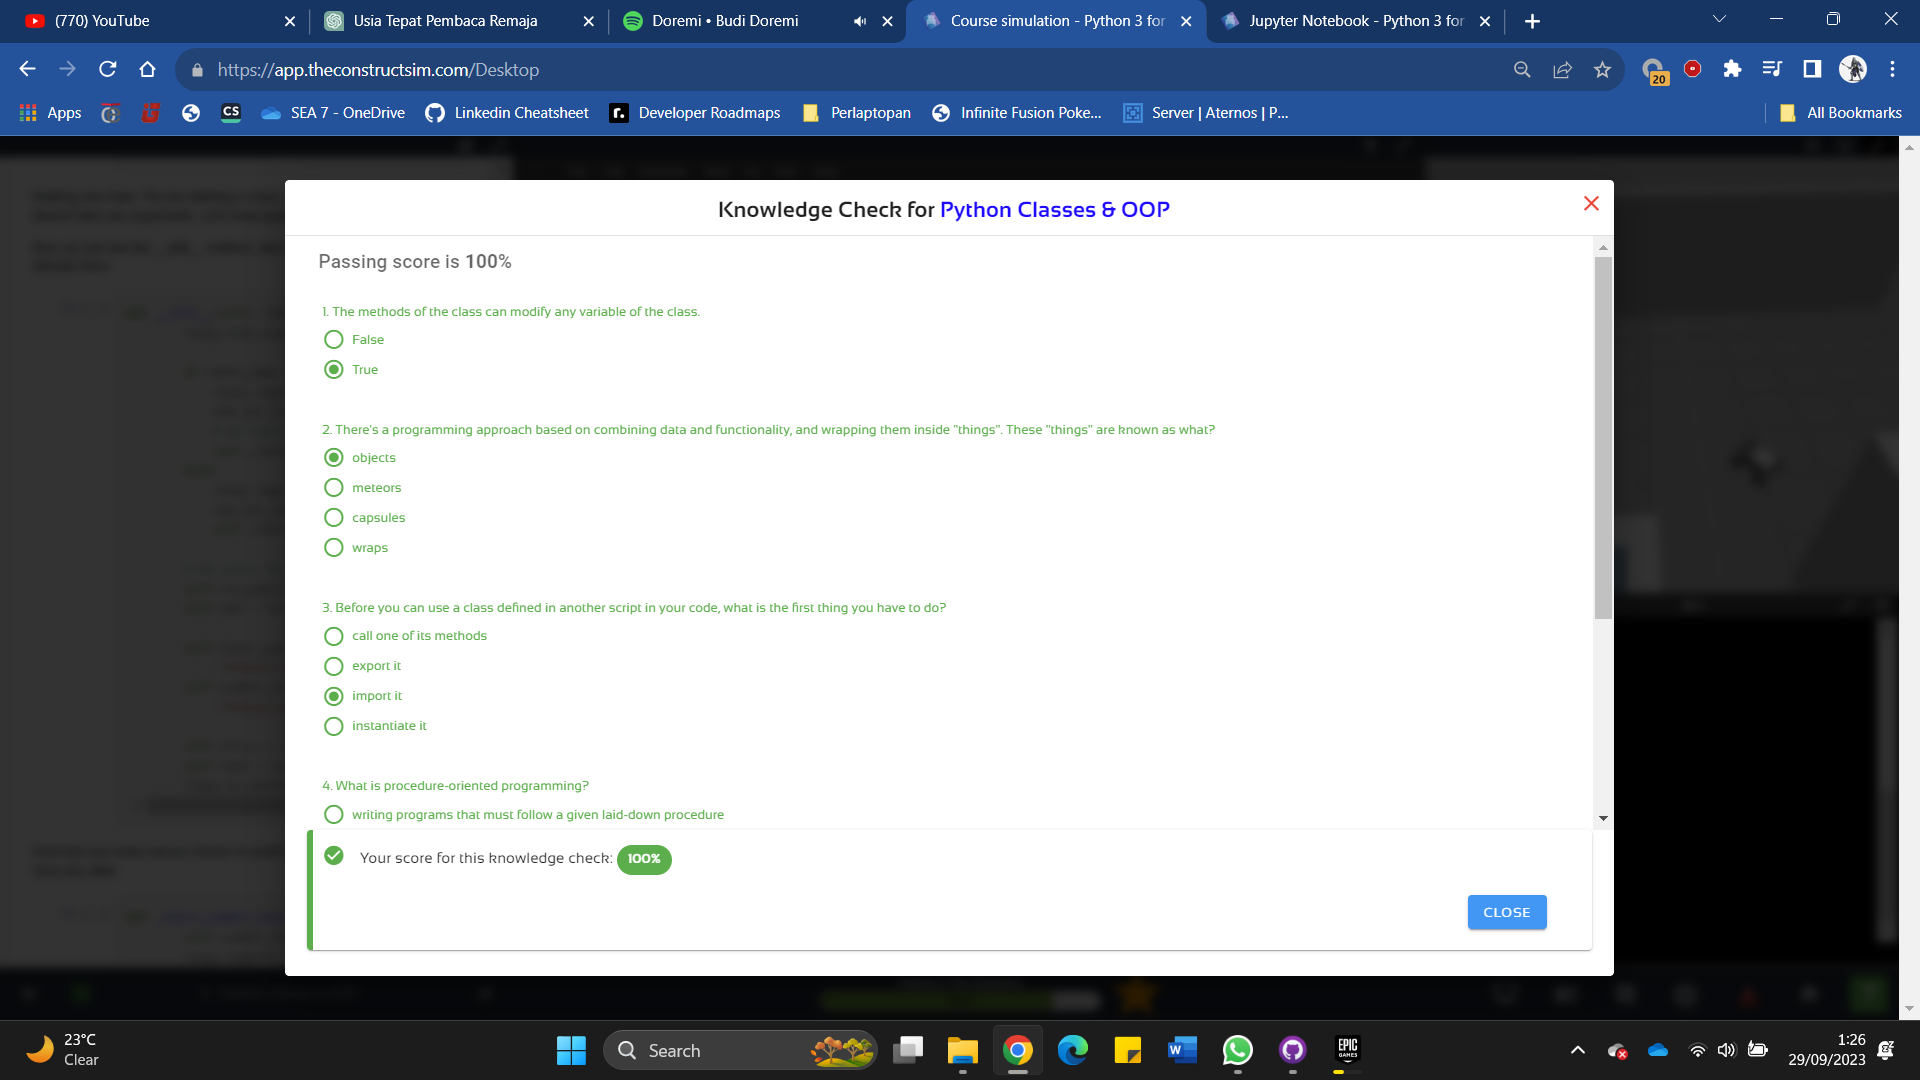 (770) YouTube
Usia Tepat Pembaca Remaja
Doremi • Budi Doremi
Course simulation - Python 3 for
Jupyter Notebook - Python 3 for
https://app.theconstructsim.com/Desktop
20
Apps
CS
SEA 7 - OneDrive
Linkedin Cheatsheet
r.
Developer Roadmaps
Perlaptopan
Infinite Fusion Poke...
Server | Aternos | P...
All Bookmarks
Knowledge Check for Python Classes & OOP
Passing score is 100%
1. The methods of the class can modify any variable of the class.
False
True
2. There's a programming approach based on combining data and functionality, and wrapping them inside "things". These "things" are known as what?
objects
meteors
capsules
wraps
3. Before you can use a class defined in another script in your code, what is the first thing you have to do?
call one of its methods
export it
import it
instantiate it
4. What is procedure-oriented programming?
writing programs that must follow a given laid-down procedure
Your score for this knowledge check: 100%
CLOSE
23°C
Clear
Search
W
EPIC
GAMES
1:26
29/09/2023